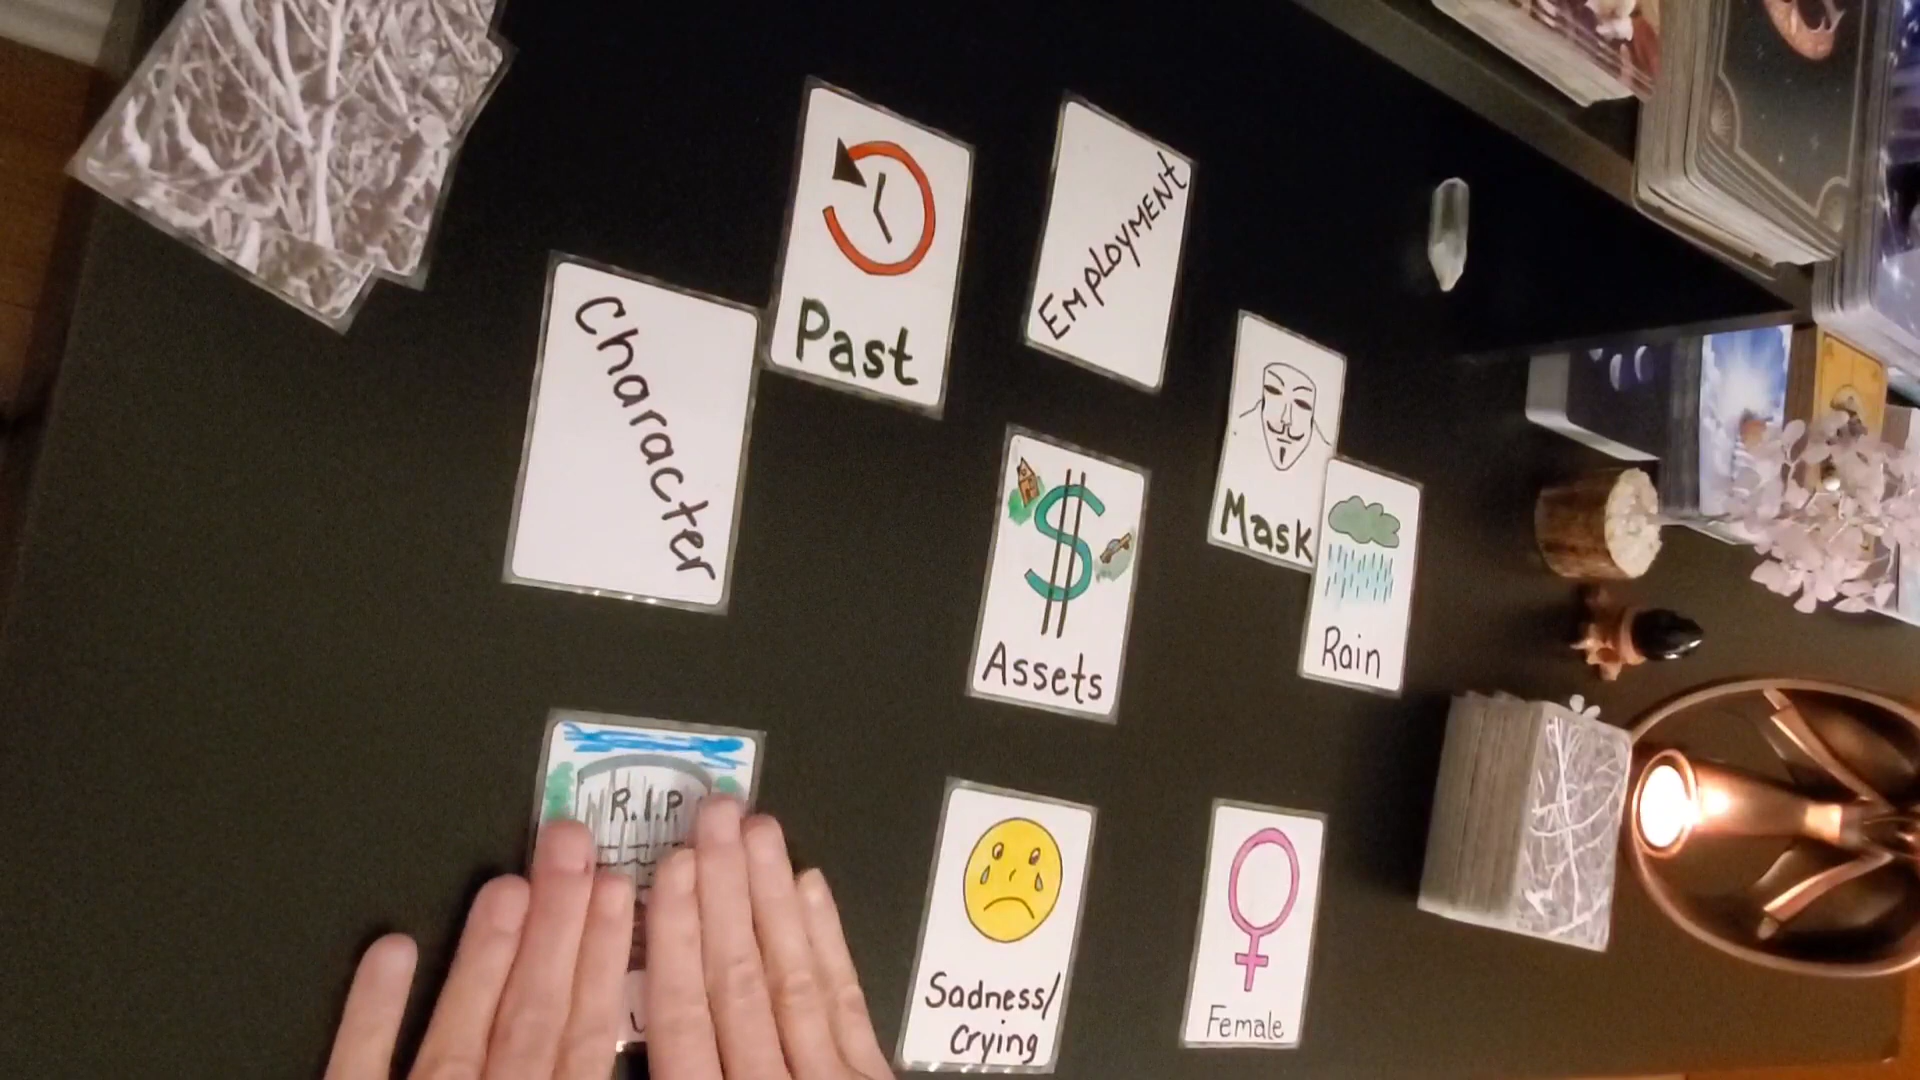 Past
Employment
Character
Mask
$
Assets
Rain
R.I.P.
Sadness/
Crying
Female